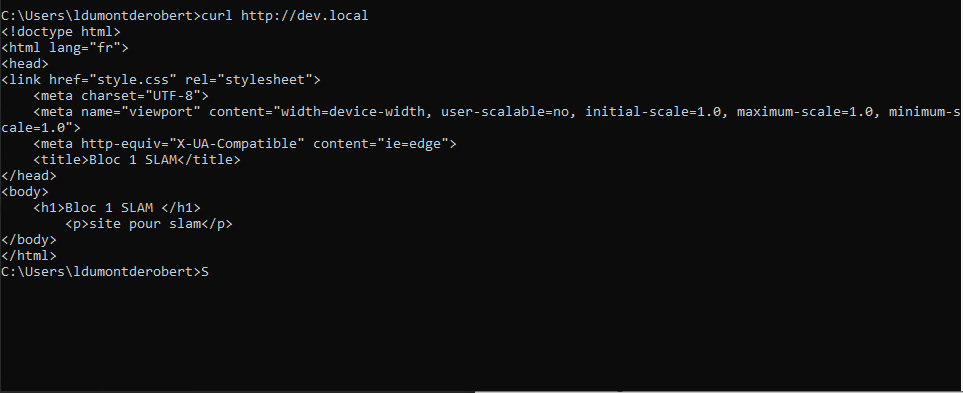 C:\Users\ldumontderobert>curl http://dev.local
<!doctype html>
<html lang="fr">
<head>
<link href="style.css" rel="stylesheet">
    <meta charset="UTF-8">
    <meta name="viewport" content="width=device-width, user-scalable=no, initial-scale=1.0, maximum-scale=1.0, minimum-s
cale=1.0">
    <meta http-equiv="X-UA-Compatible" content="ie=edge">
    <title>Bloc 1 SLAM</title>
</head>
<body>
    <h1>Bloc 1 SLAM </h1>
        <p>site pour slam</p>
</body>
</html>
C:\Users\ldumontderobert>S